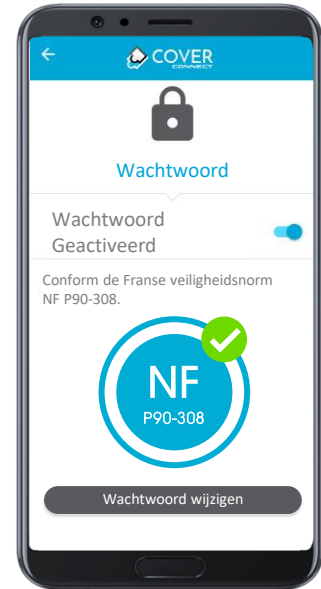 COVER
CONNECT
Wachtwoord
Wachtwoord
Geactiveerd
Conform de Franse veiligheidsnorm
NF P90-308.
NF
P90-308
Wachtwoord wijzigen